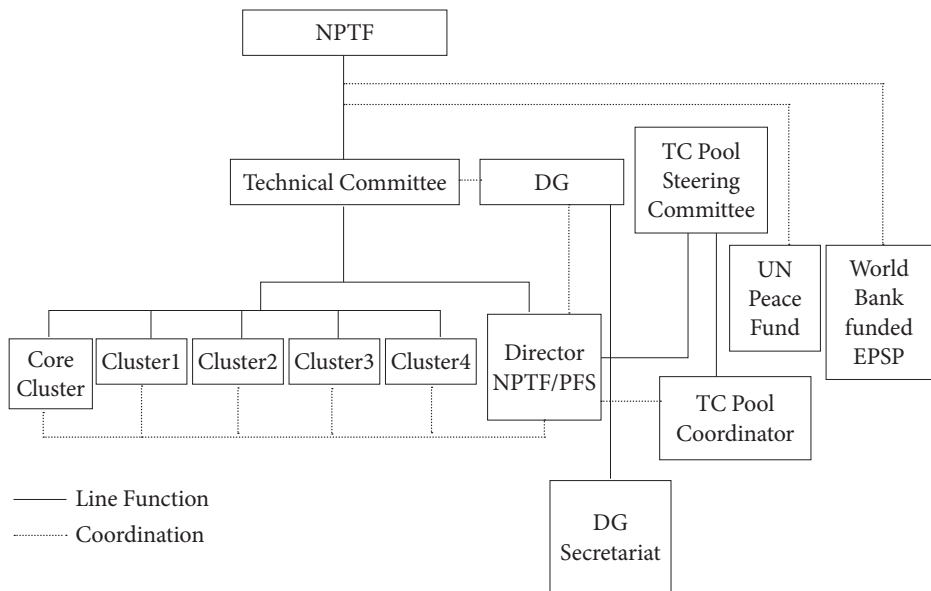 NPTF
Technical Committee
DG
TC Pool
Steering
Committee
UN
Peace
Fund
World
Bank
funded
EPSP
Core
Cluster
Cluster1
Cluster2
Cluster3
Cluster4
Director
NPTF/PFS
TC Pool
Coordinator
Line Function
Coordination
DG
Secretariat